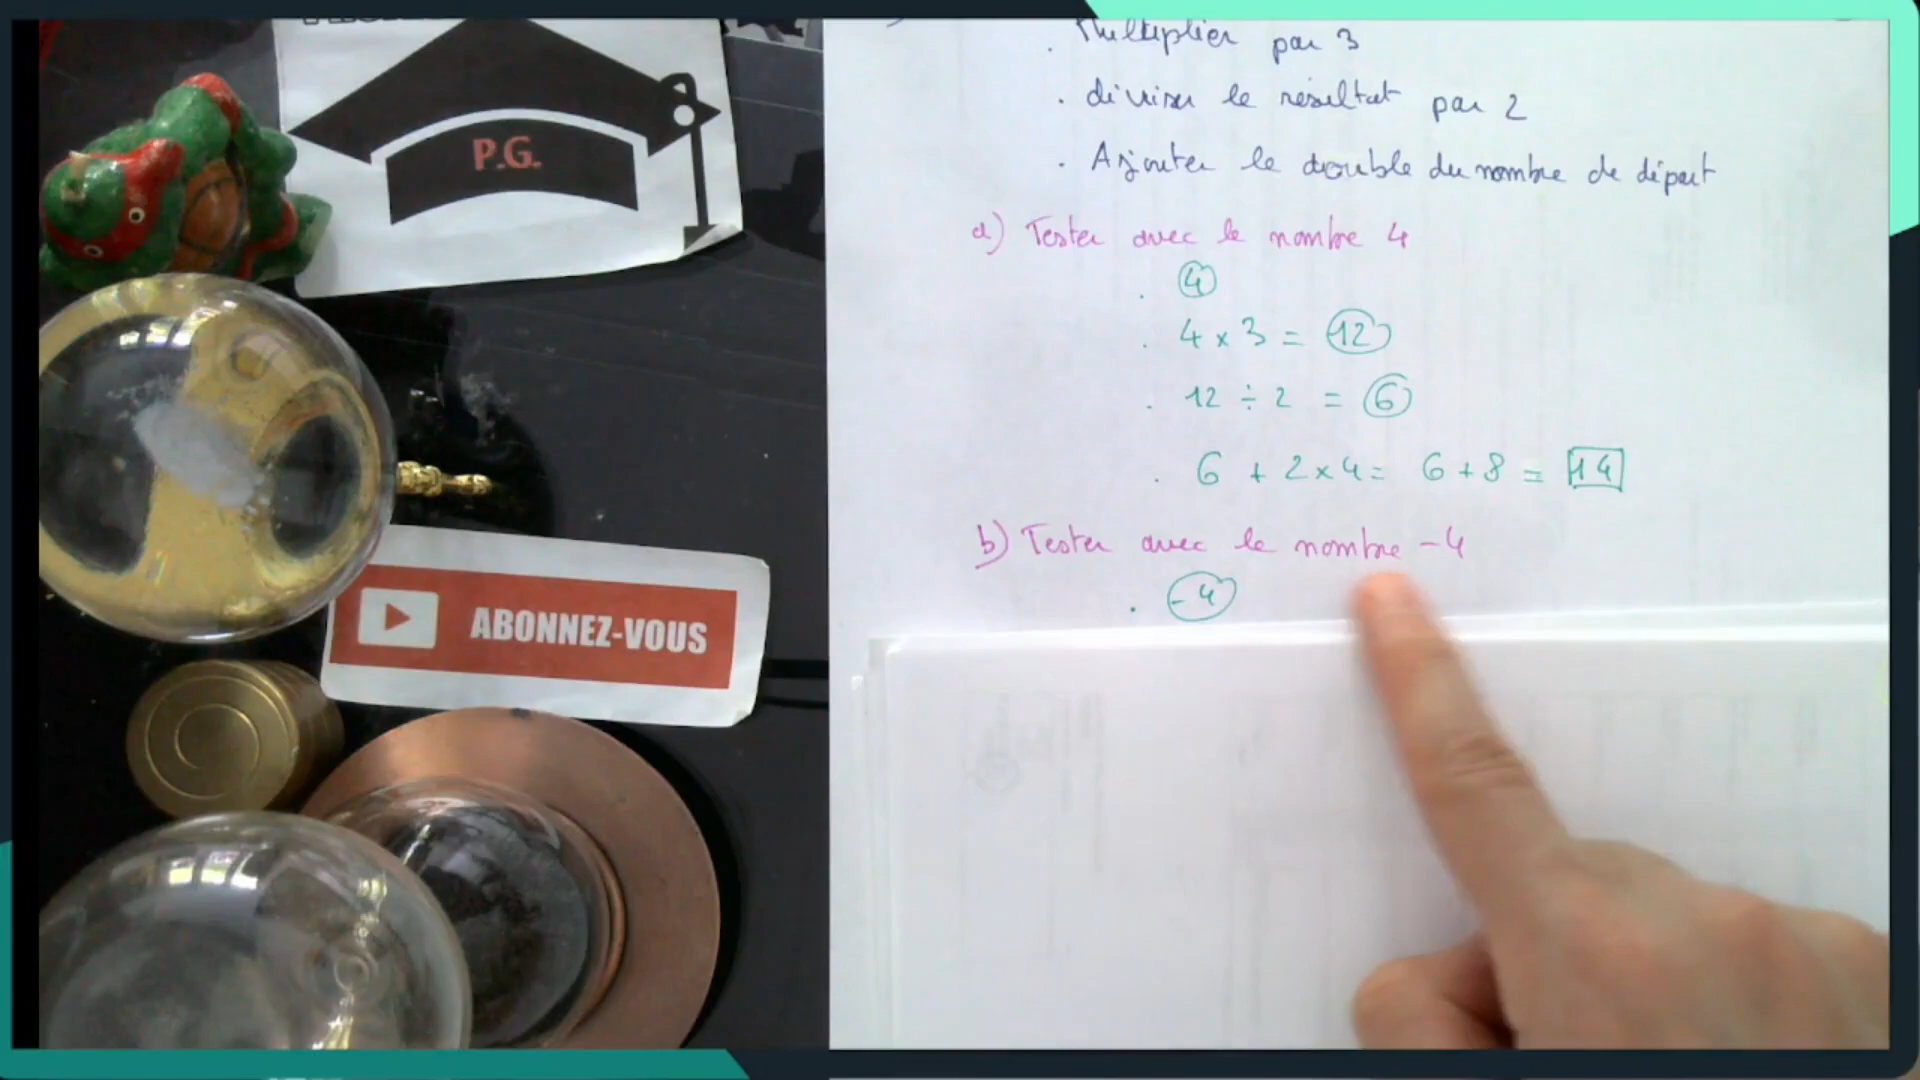 P.G.
ABONNEZ-VOUS
. Multiplier par 3
. diviser le résultat par 2
. Ajouter le double du nombre de départ
a) Tester avec le nombre 4
. 4
. 4 x 3 = 12
. 12 ÷ 2 = 6
. 6 + 2 x 4 = 6 + 8 = 14
b) Tester avec le nombre -4
. -4